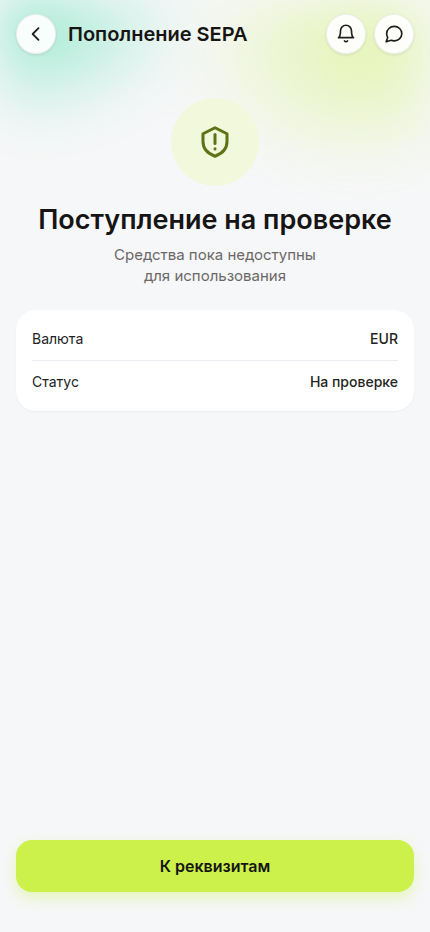 Пополнение SEPA
Поступление на проверке
Средства пока недоступны
для использования
Валюта EUR
Статус На проверке
К реквизитам